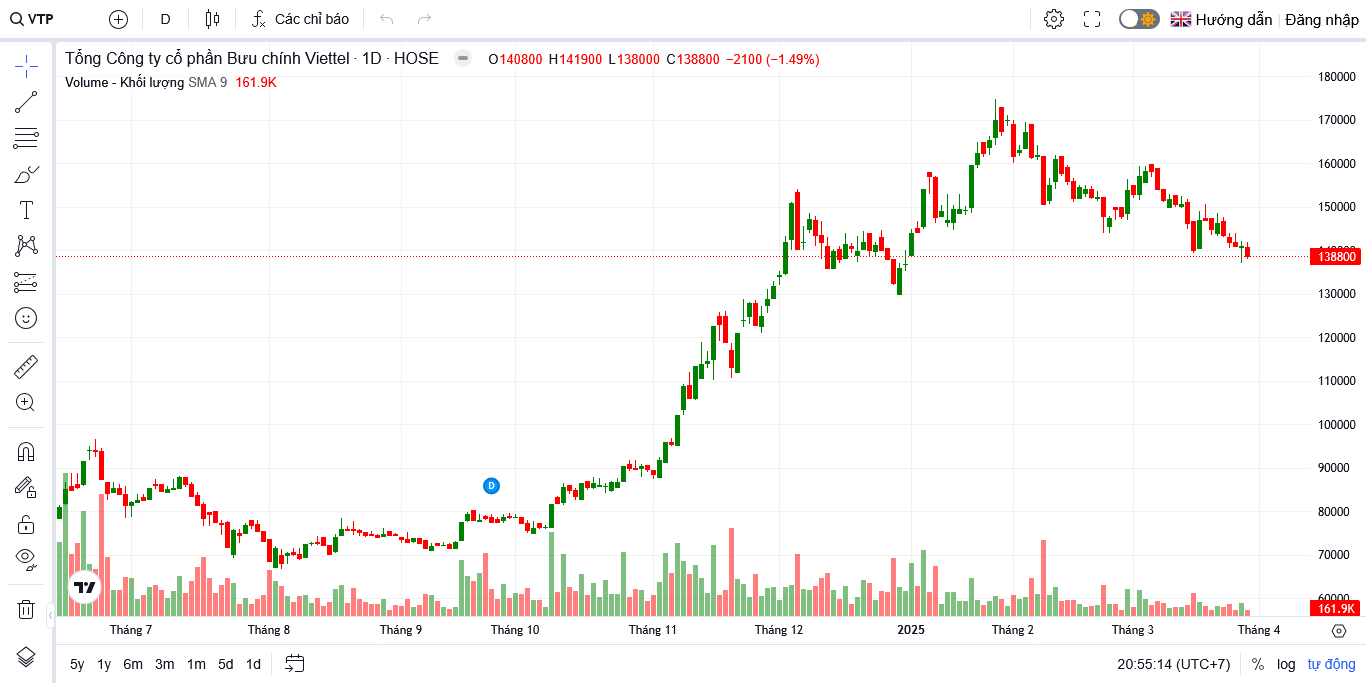 VTP D Các chỉ báo Hướng dẫn Đăng nhập
Tổng Công ty cổ phần Bưu chính Viettel · 1D · HOSE O140800 H141900 L138000 C138800 −2100 (−1.49%)
Volume - Khối lượng SMA 9 161.9K
180000
170000
160000
150000
140000
138800
130000
120000
110000
100000
90000
D
80000
70000
60000
161.9K
Tháng 7 Tháng 8 Tháng 9 Tháng 10 Tháng 11 Tháng 12 2025 Tháng 2 Tháng 3 Tháng 4
5y 1y 6m 3m 1m 5d 1d 20:55:14 (UTC+7) % log tự động